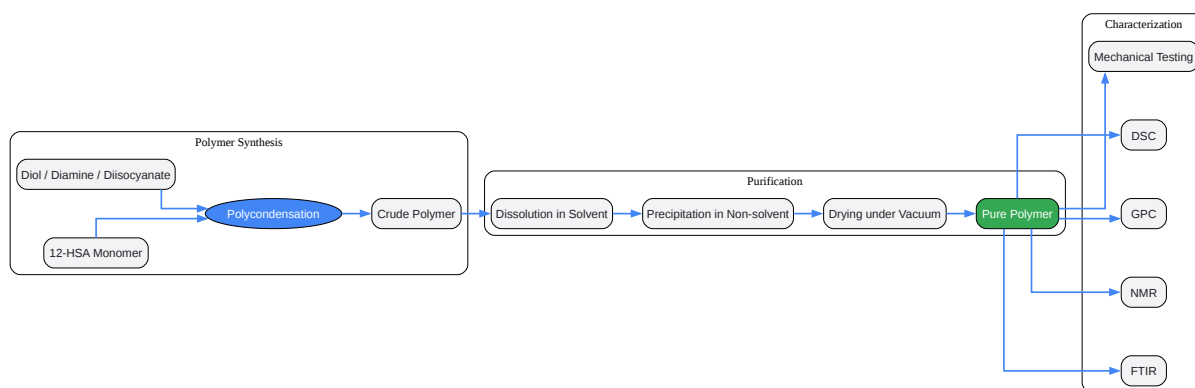 Characterization
Mechanical Testing
Polymer Synthesis
DSC
Diol / Diamine / Diisocyanate
Purification
Polycondensation
Crude Polymer
Dissolution in Solvent
Precipitation in Non-solvent
Drying under Vacuum
Pure Polymer
GPC
12-HSA Monomer
NMR
FTIR